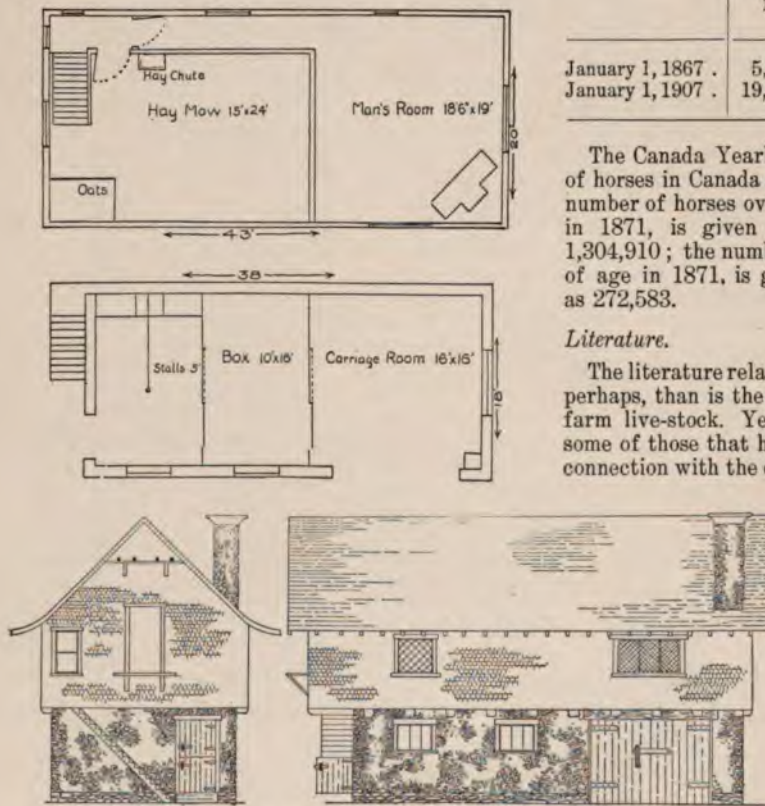 Hay Chute
Hay Mow 15'x24'
Man's Room 18'6"x19'
20'
Oats
43'
38
Stalls 5'
Box 10'x16'
Carriage Room 16'x16'
18'
January 1, 1867 . 5,
January 1, 1907 . 19,
The Canada Year
of horses in Canada
number of horses ov
in 1871, is given
1,304,910 ; the num
of age in 1871, is g
as 272,583.
Literature.
The literature rela
perhaps, than is the
farm live-stock. Ye
some of those that h
connection with the